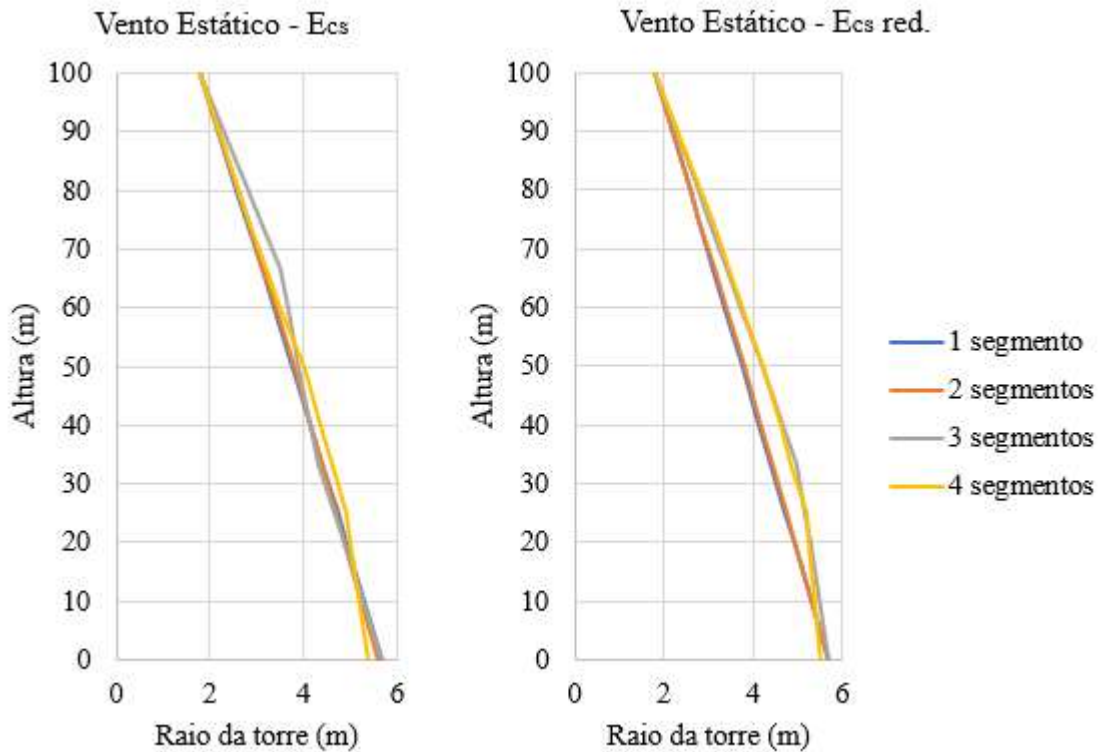 Vento Estático - Ecs
100
90
80
70
60
50
40
30
20
10
0
Altura (m)
0 2 4 6
Raio da torre (m)
Vento Estático - Ecs red.
100
90
80
70
60
50
40
30
20
10
0
Altura (m)
0 2 4 6
Raio da torre (m)
1 segmento
2 segmentos
3 segmentos
4 segmentos